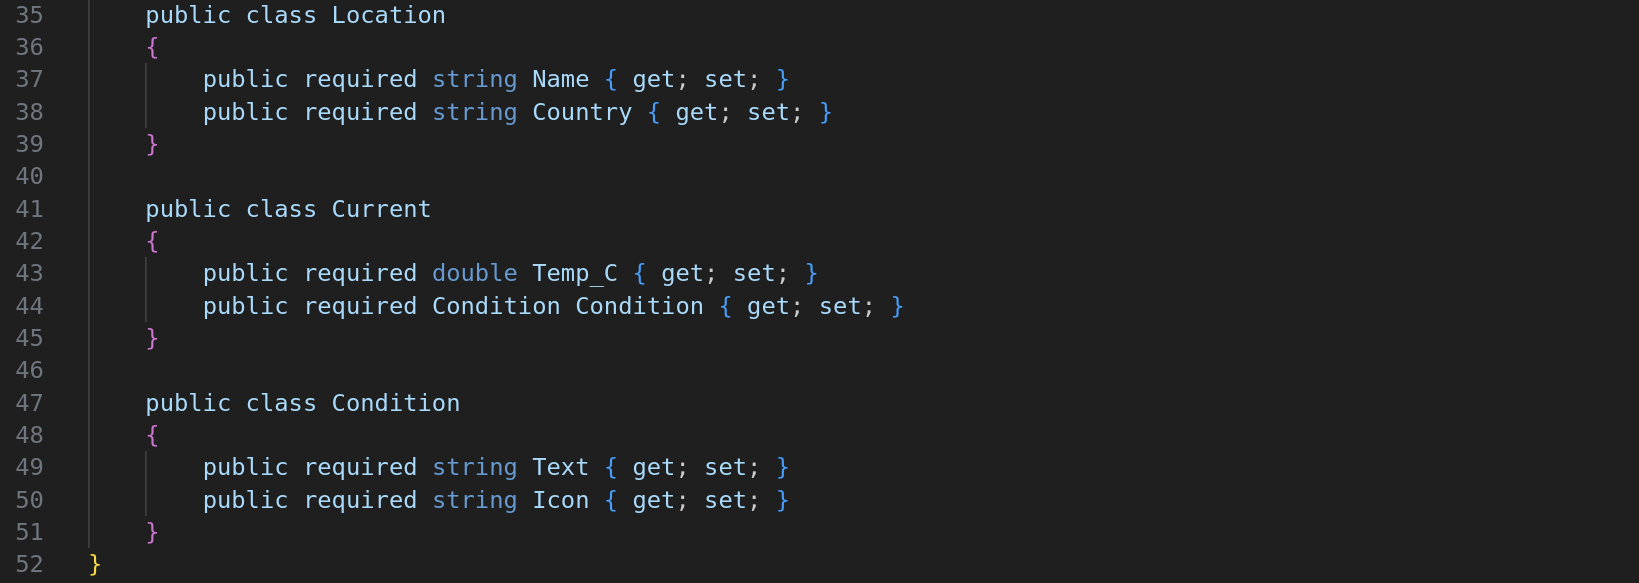 35 public class Location
36 {
37 public required string Name { get; set; }
38 public required string Country { get; set; }
39 }
40
41 public class Current
42 {
43 public required double Temp_C { get; set; }
44 public required Condition Condition { get; set; }
45 }
46
47 public class Condition
48 {
49 public required string Text { get; set; }
50 public required string Icon { get; set; }
51 }
52 }